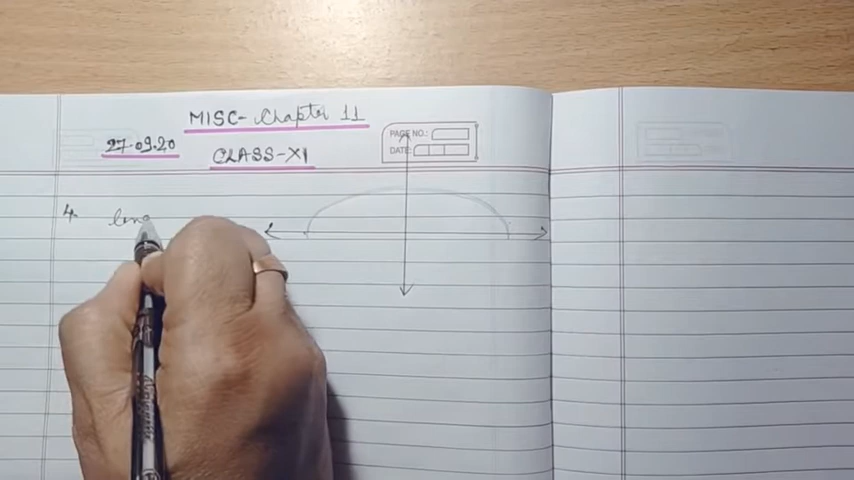 MISC- Chapter 11
27.09.20
CLASS-XI
PAGE NO.:
DATE:
4.